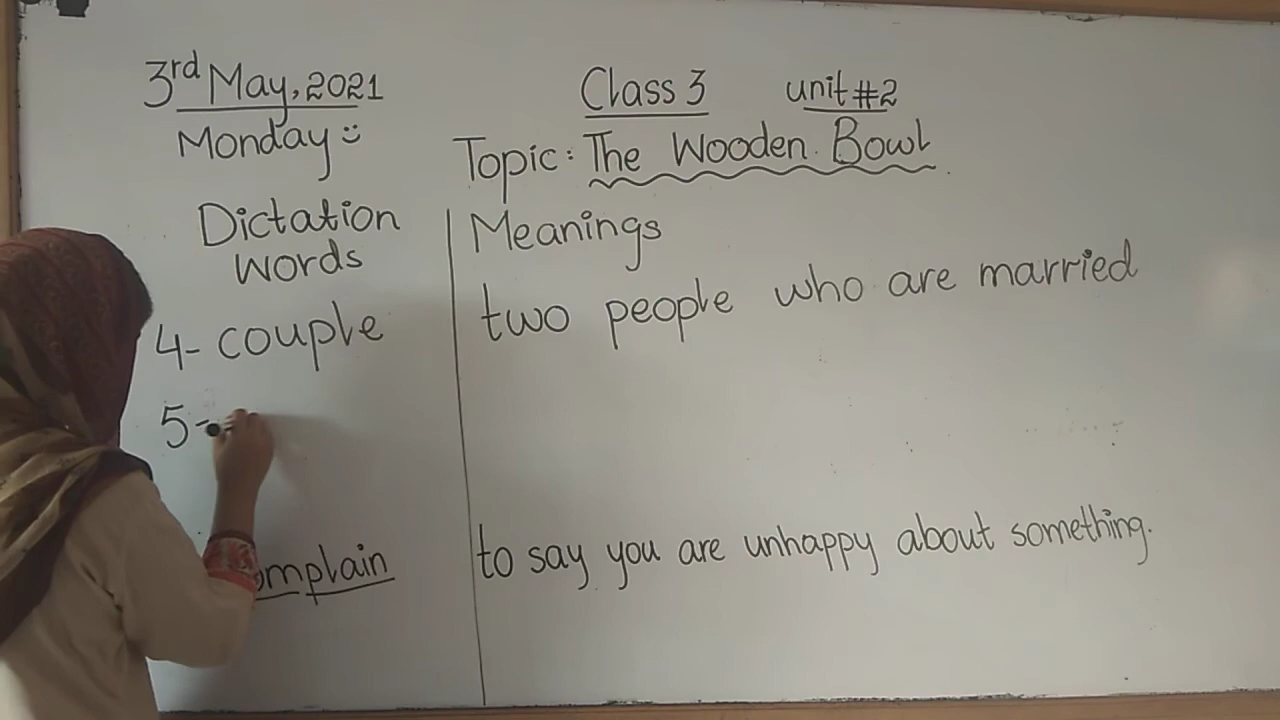 3rd May, 2021
Monday
Class 3
unit #2
Topic: The Wooden Bowl
Dictation words
Meanings
4- couple
two people who are married
5-
omplain
to say you are unhappy about something.